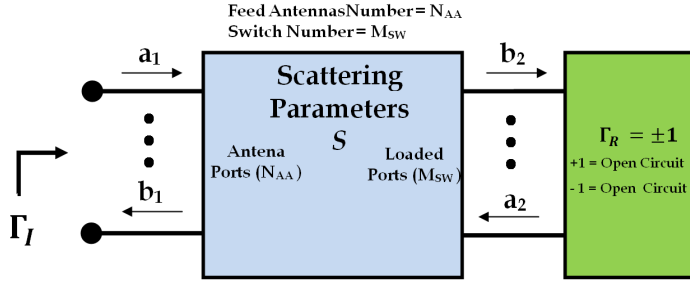 Feed AntennasNumber = N_AA
Switch Number = M_SW
a₁
b₂
Scattering
Parameters
S
Γ_R = ±1
+1 = Open Circuit
- 1 = Open Circuit
Antena
Ports (N_AA)
Loaded
Ports (M_SW)
b₁
a₂
Γ_I